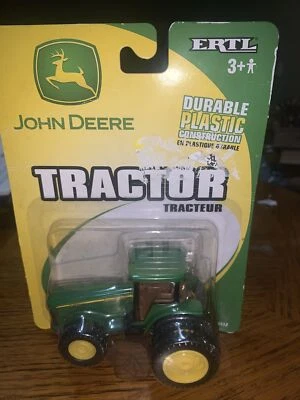 ERTL
3+
JOHN DEERE
DURABLE
PLASTIC
CONSTRUCTION
EN PLASTIQUE DURABLE
TRACTOR
TRACTEUR